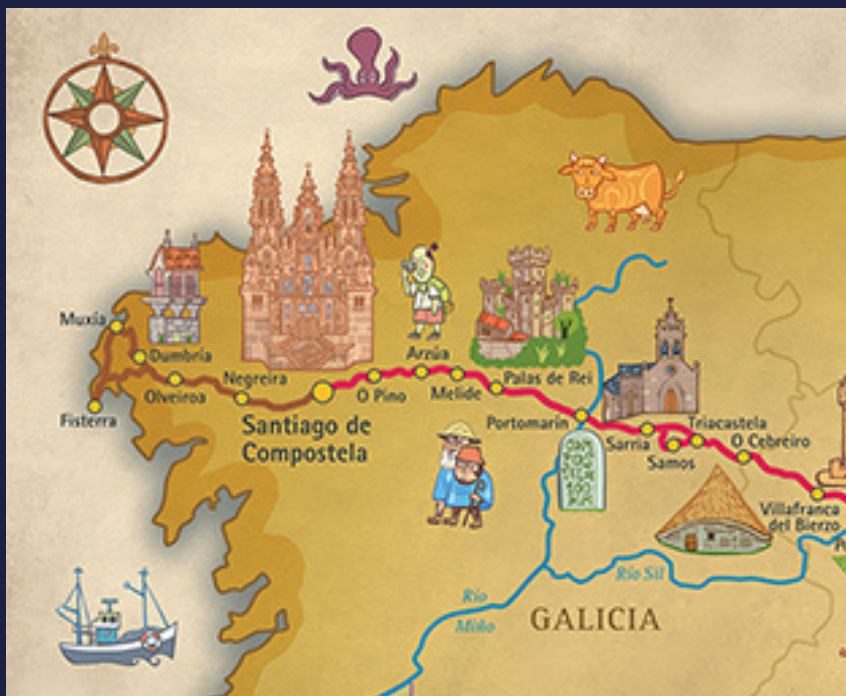 Muxía
Dumbría
Olveiroa
Negreira
Fisterra
Santiago de
Compostela
O Pino
Arzúa
Melide
Palas de Rei
Portomarín
Sarria
Samos
Triacastela
O Cebreiro
Villafranca
del Bierzo
Río Sil
Río
Miño
GALICIA